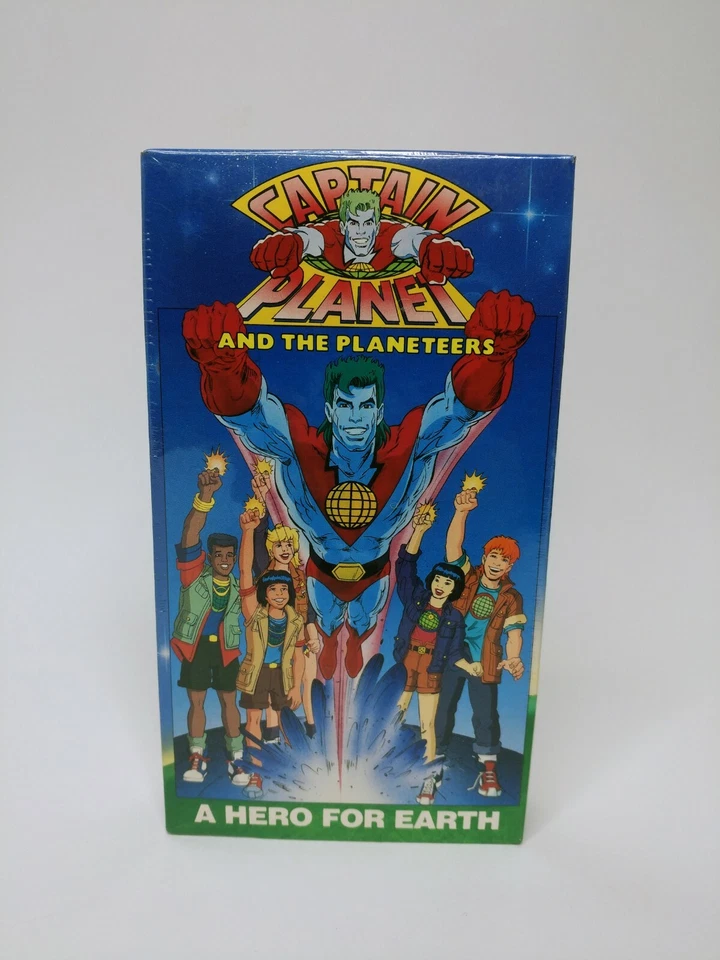 CAPTAIN
PLANET
AND THE PLANETEERS
A HERO FOR EARTH